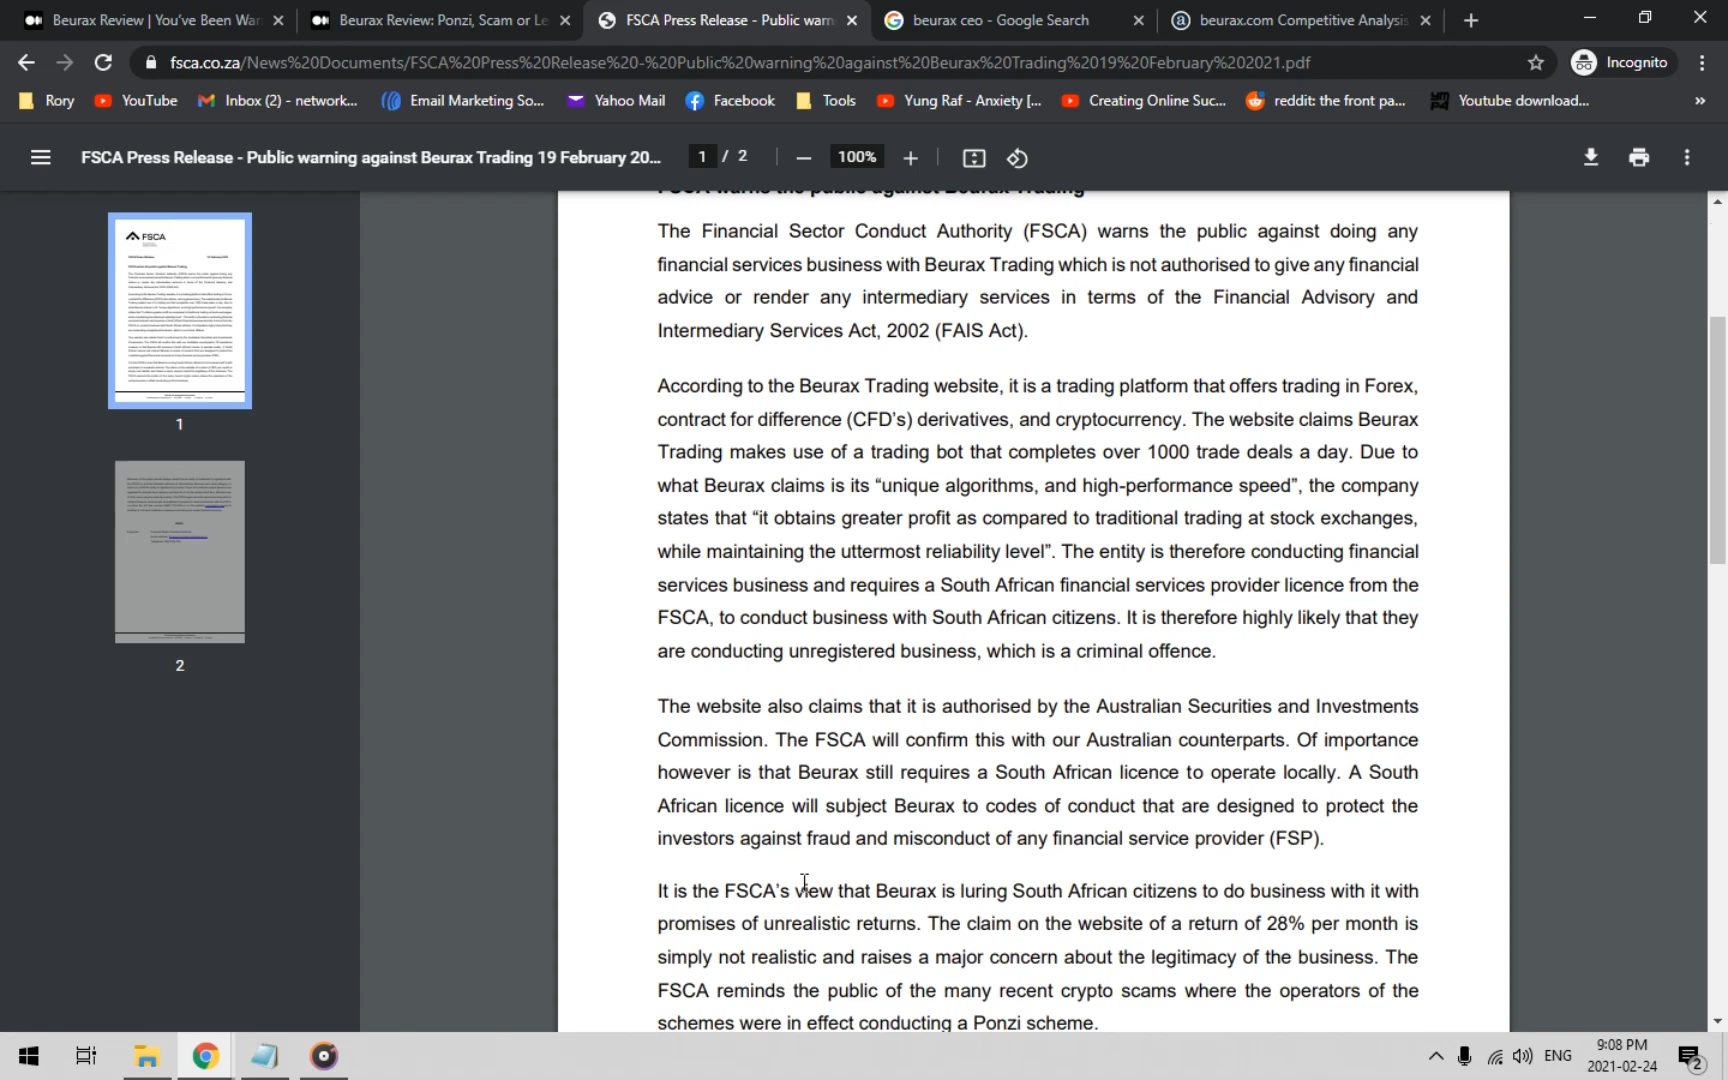 Beurax Review | You've Been War
Beurax Review: Ponzi, Scam or Le
FSCA Press Release - Public warn
beurax ceo - Google Search
beurax.com Competitive Analysis
fsca.co.za/News%20Documents/FSCA%20Press%20Release%20-%20Public%20warning%20against%20Beurax%20Trading%2019%20February%202021.pdf
Incognito
Rory
YouTube
Inbox (2) - network...
Email Marketing So...
Yahoo Mail
Facebook
Tools
Yung Raf - Anxiety [...
Creating Online Suc...
reddit: the front pa...
Youtube download...
FSCA Press Release - Public warning against Beurax Trading 19 February 20...
1 / 2
100%
FSCA
1
2
FSCA warns the public against Beurax Trading
The Financial Sector Conduct Authority (FSCA) warns the public against doing any
financial services business with Beurax Trading which is not authorised to give any financial
advice or render any intermediary services in terms of the Financial Advisory and
Intermediary Services Act, 2002 (FAIS Act).
According to the Beurax Trading website, it is a trading platform that offers trading in Forex,
contract for difference (CFD's) derivatives, and cryptocurrency. The website claims Beurax
Trading makes use of a trading bot that completes over 1000 trade deals a day. Due to
what Beurax claims is its “unique algorithms, and high-performance speed”, the company
states that “it obtains greater profit as compared to traditional trading at stock exchanges,
while maintaining the uttermost reliability level”. The entity is therefore conducting financial
services business and requires a South African financial services provider licence from the
FSCA, to conduct business with South African citizens. It is therefore highly likely that they
are conducting unregistered business, which is a criminal offence.
The website also claims that it is authorised by the Australian Securities and Investments
Commission. The FSCA will confirm this with our Australian counterparts. Of importance
however is that Beurax still requires a South African licence to operate locally. A South
African licence will subject Beurax to codes of conduct that are designed to protect the
investors against fraud and misconduct of any financial service provider (FSP).
It is the FSCA's view that Beurax is luring South African citizens to do business with it with
promises of unrealistic returns. The claim on the website of a return of 28% per month is
simply not realistic and raises a major concern about the legitimacy of the business. The
FSCA reminds the public of the many recent crypto scams where the operators of the
schemes were in effect conducting a Ponzi scheme.
ENG
9:08 PM
2021-02-24
2